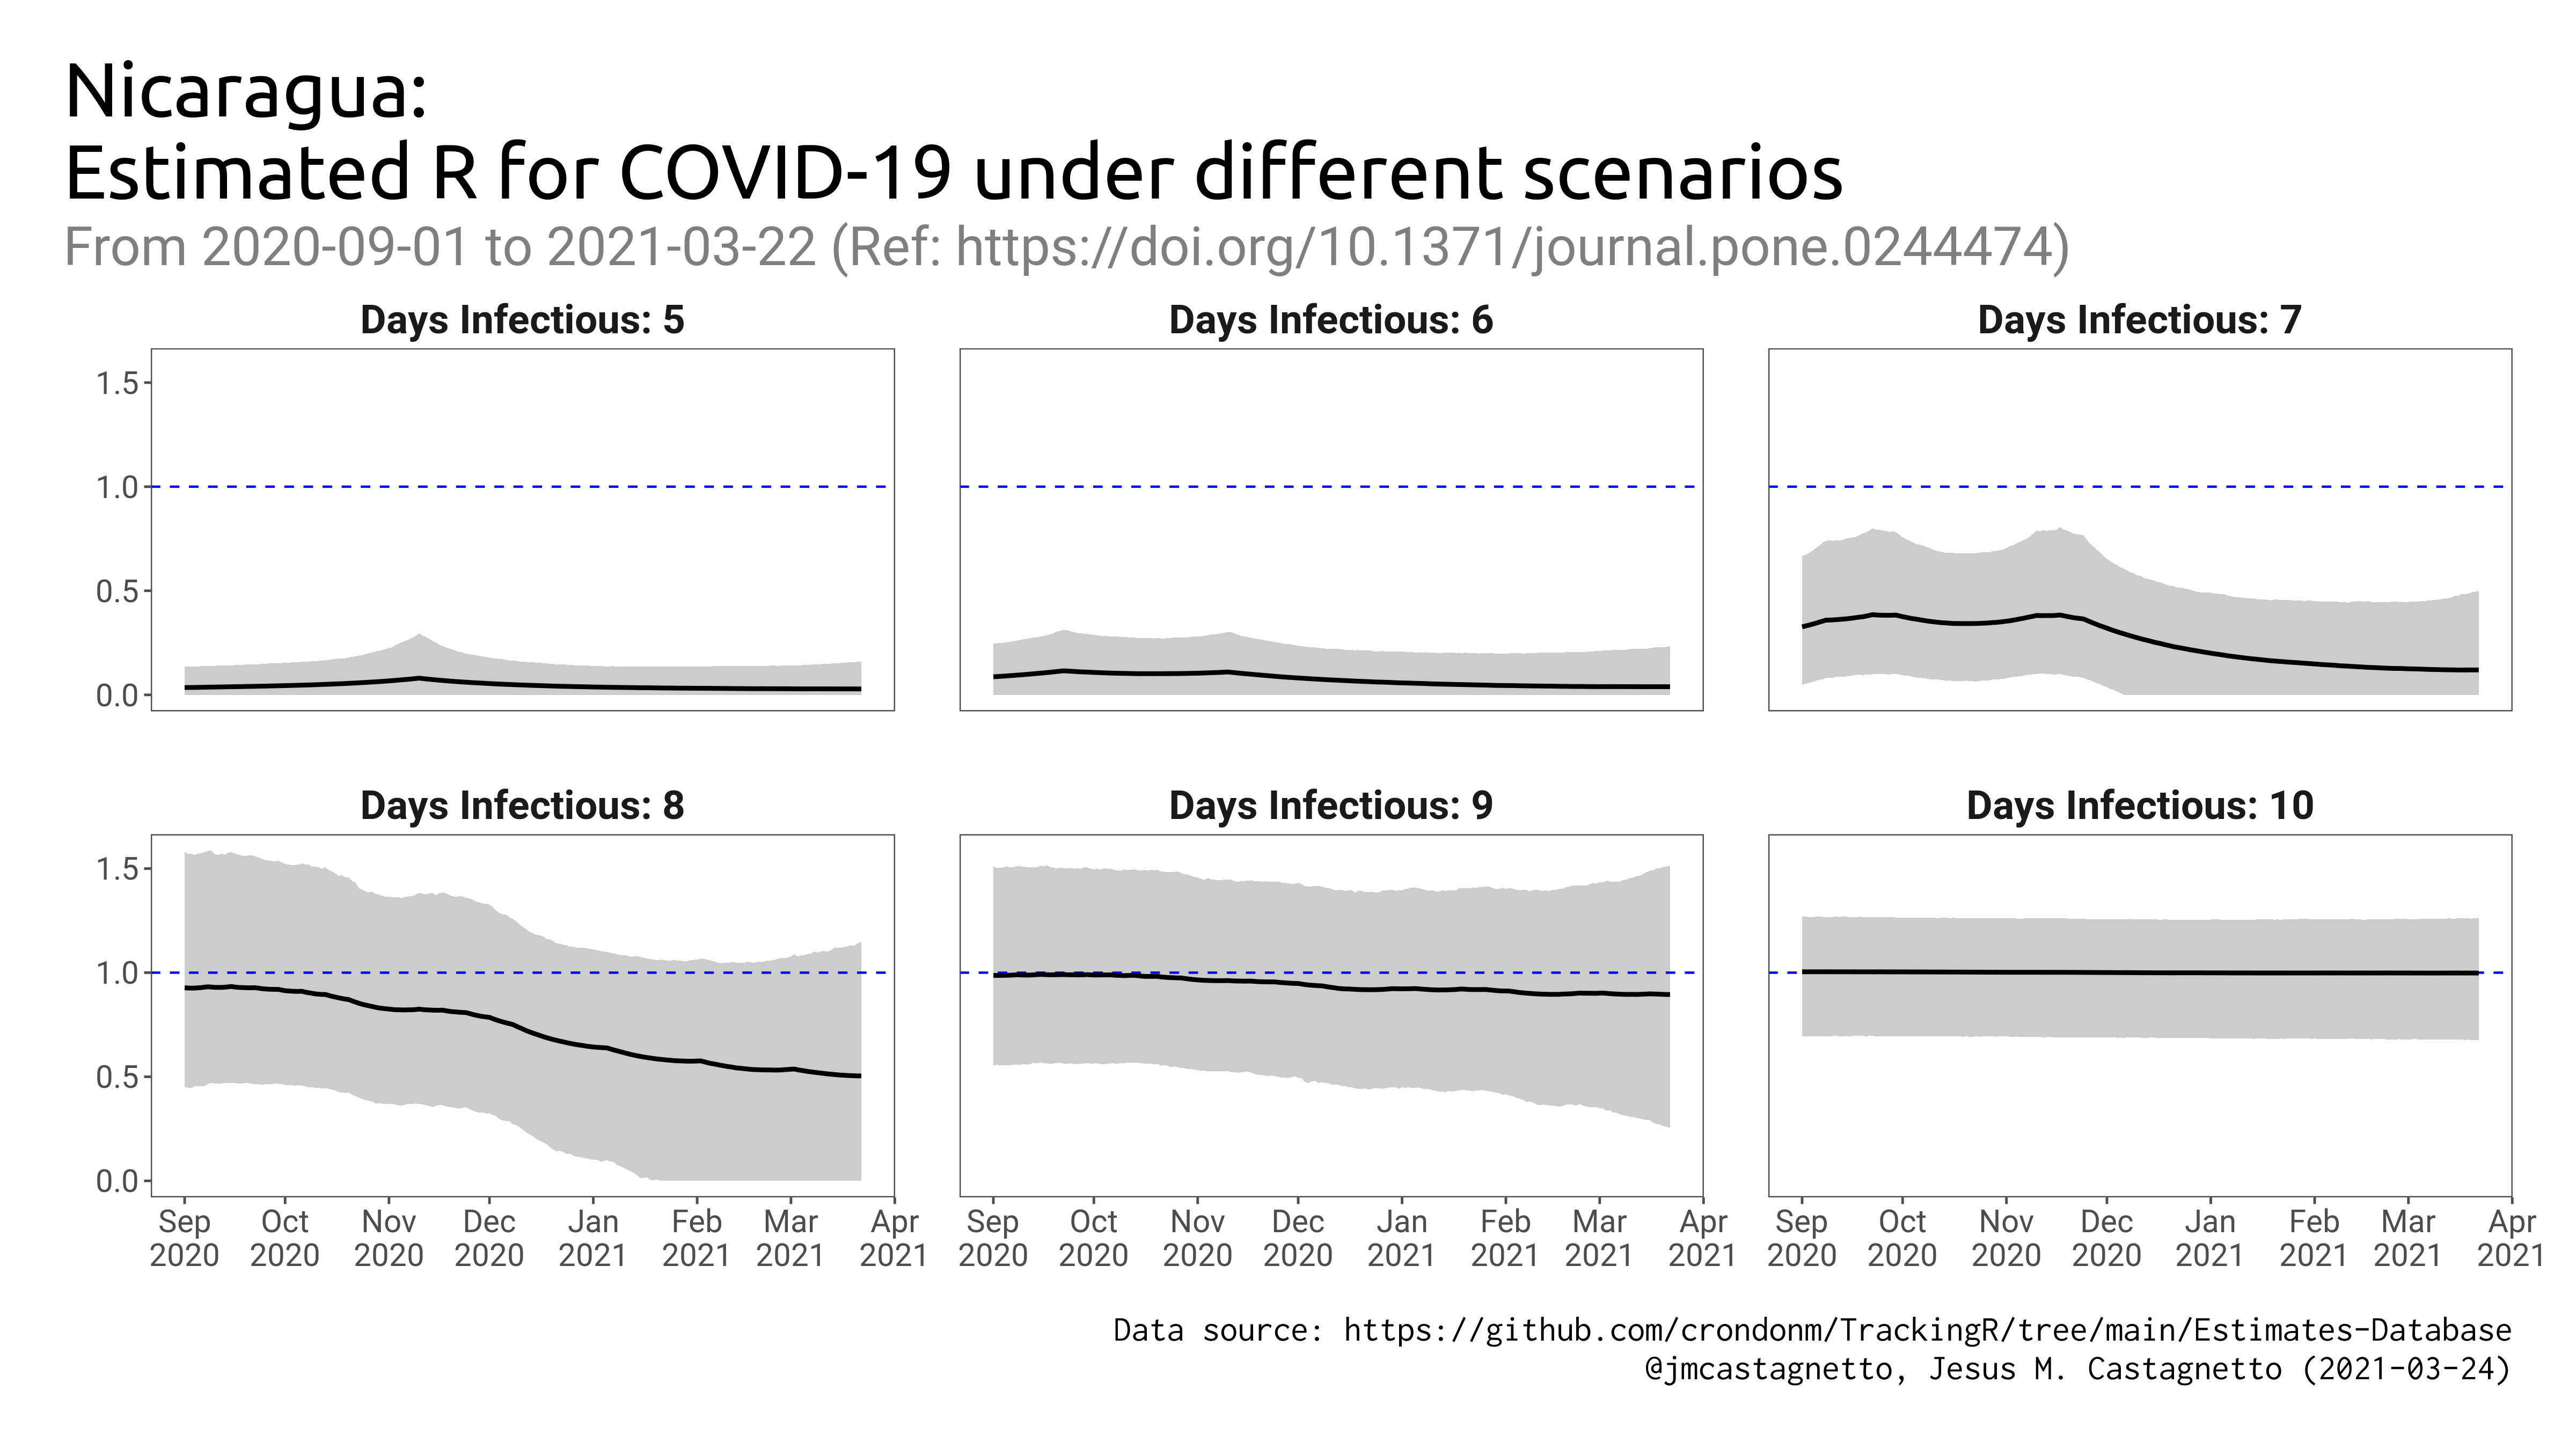 Nicaragua:
Estimated R for COVID-19 under different scenarios
From 2020-09-01 to 2021-03-22 (Ref: https://doi.org/10.1371/journal.pone.0244474)
Days Infectious: 5
Days Infectious: 6
Days Infectious: 7
1.5
1.0
0.5
0.0
Days Infectious: 8
Days Infectious: 9
Days Infectious: 10
1.5
1.0
0.5
0.0
Sep Oct Nov Dec Jan Feb Mar Apr
2020 2020 2020 2020 2021 2021 2021 2021
Sep Oct Nov Dec Jan Feb Mar Apr
2020 2020 2020 2020 2021 2021 2021 2021
Sep Oct Nov Dec Jan Feb Mar Apr
2020 2020 2020 2020 2021 2021 2021 2021
Data source: https://github.com/crondonm/TrackingR/tree/main/Estimates-Database
@jmcastagnetto, Jesus M. Castagnetto (2021-03-24)